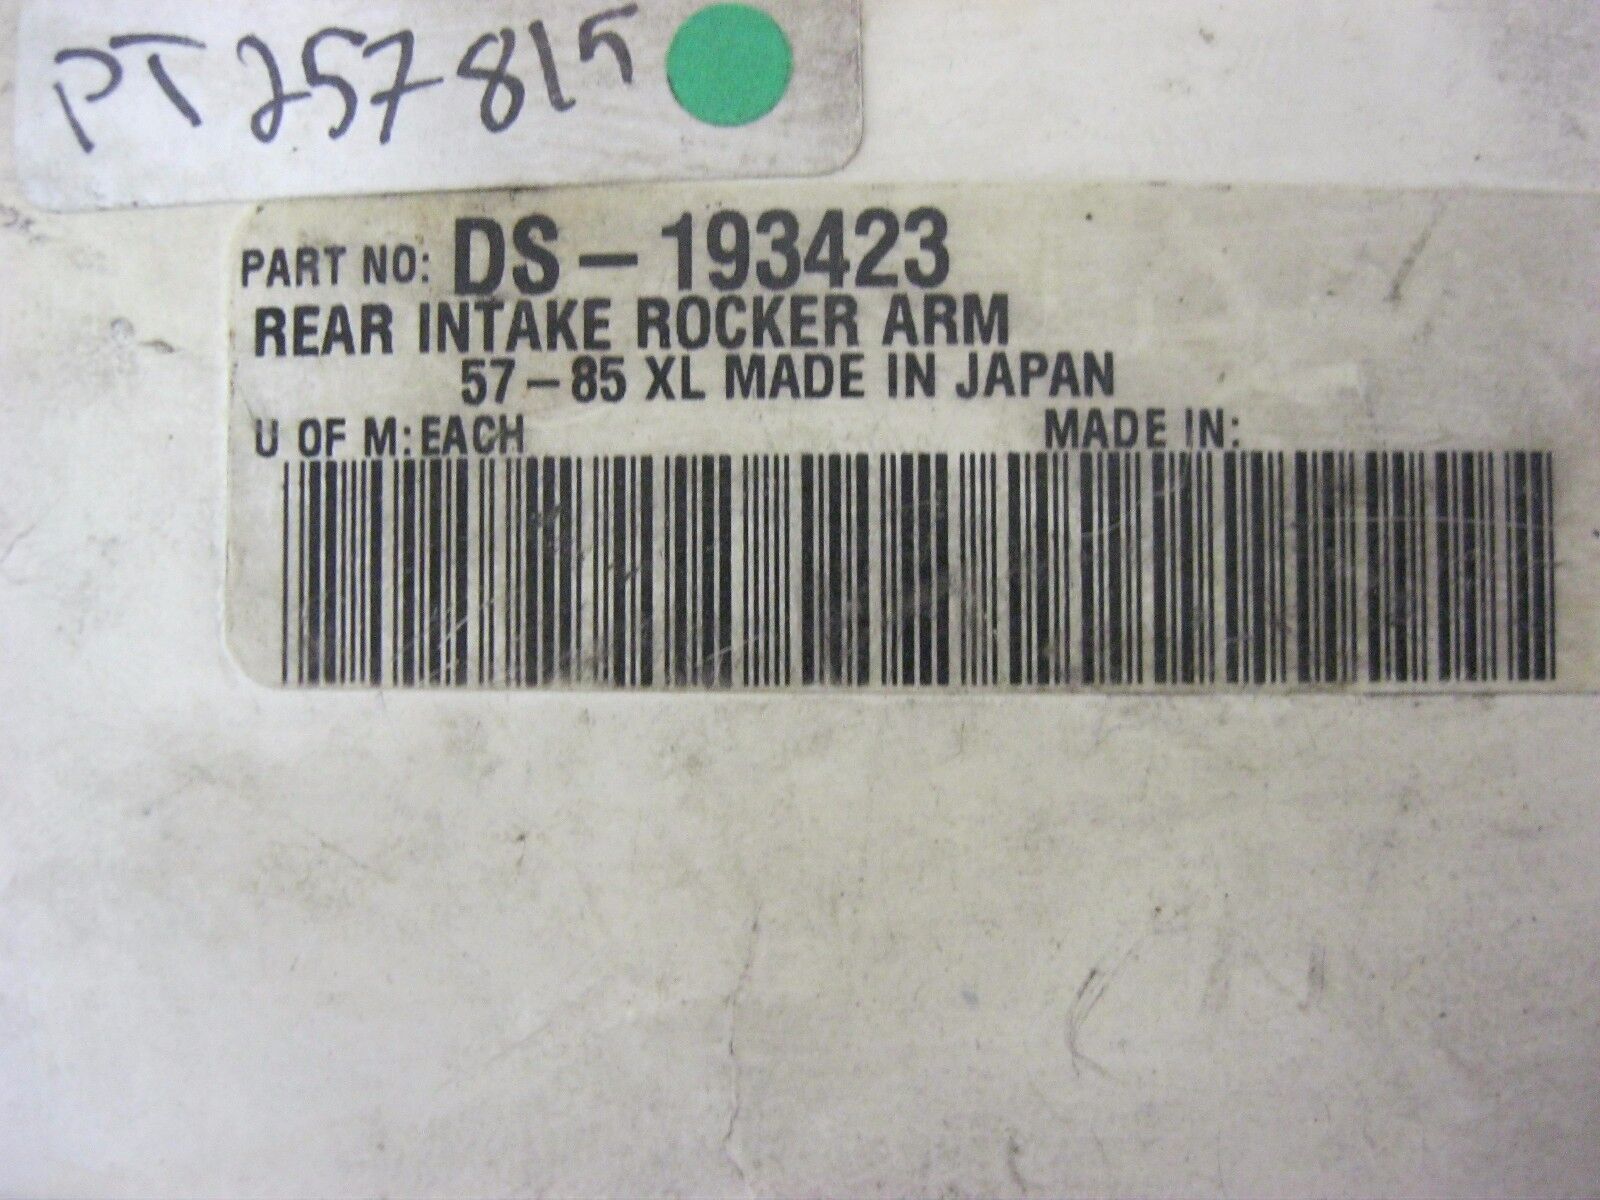 PT 257815
PART NO: DS-193423
REAR INTAKE ROCKER ARM
57-85 XL MADE IN JAPAN
U OF M: EACH MADE IN: